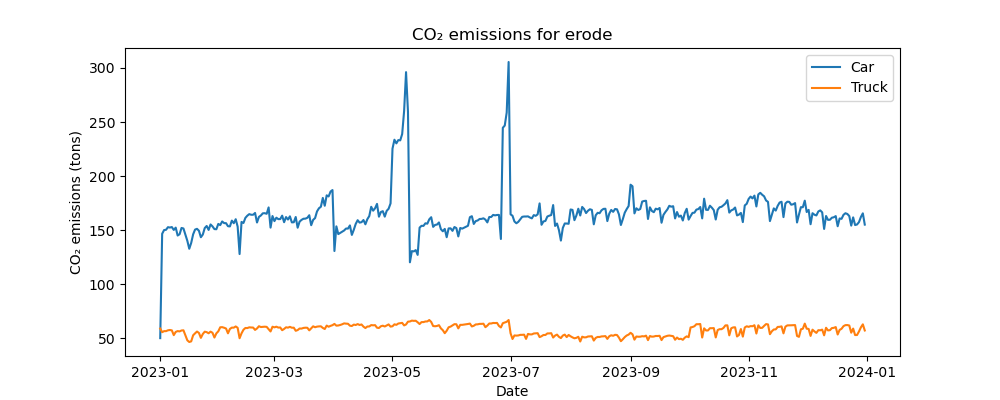 CO₂ emissions for erode
CO₂ emissions (tons)
300
250
200
150
100
50
Car
Truck
2023-01
2023-03
2023-05
2023-07
2023-09
2023-11
2024-01
Date